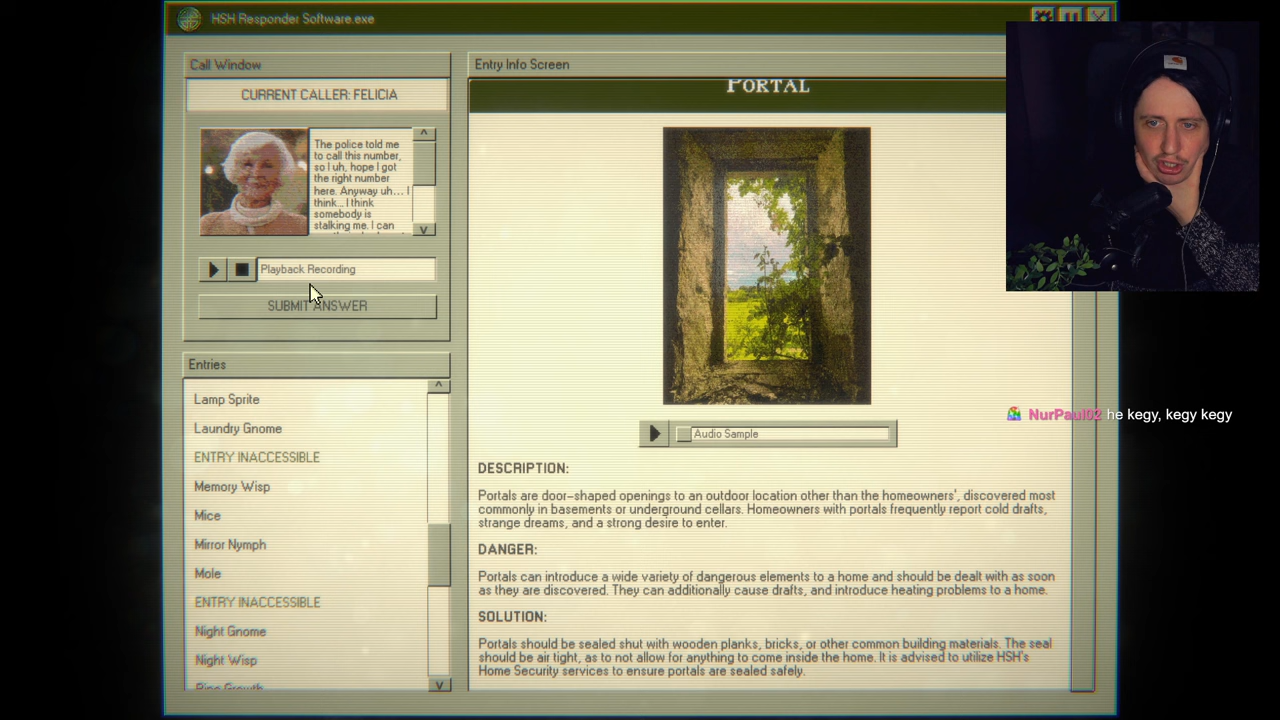 HSH Responder Software.exe
Call Window
CURRENT CALLER: FELICIA
The police told me
to call this number,
so I uh, hope I got
the right number
here. Anyway uh... I
think... I think
somebody is
stalking me. I can
Playback Recording
SUBMIT ANSWER
Entries
Lamp Sprite
Laundry Gnome
ENTRY INACCESSIBLE
Memory Wisp
Mice
Mirror Nymph
Mole
ENTRY INACCESSIBLE
Night Gnome
Night Wisp
Entry Info Screen
PORTAL
Audio Sample
DESCRIPTION:
Portals are door-shaped openings to an outdoor location other than the homeowners', discovered most
commonly in basements or underground cellars. Homeowners with portals frequently report cold drafts,
strange dreams, and a strong desire to enter.
DANGER:
Portals can introduce a wide variety of dangerous elements to a home and should be dealt with as soon
as they are discovered. They can additionally cause drafts, and introduce heating problems to a home.
SOLUTION:
Portals should be sealed shut with wooden planks, bricks, or other common building materials. The seal
should be air tight, as to not allow for anything to come inside the home. It is advised to utilize HSH's
Home Security services to ensure portals are sealed safely.
NurPaul02 he kegy, kegy kegy